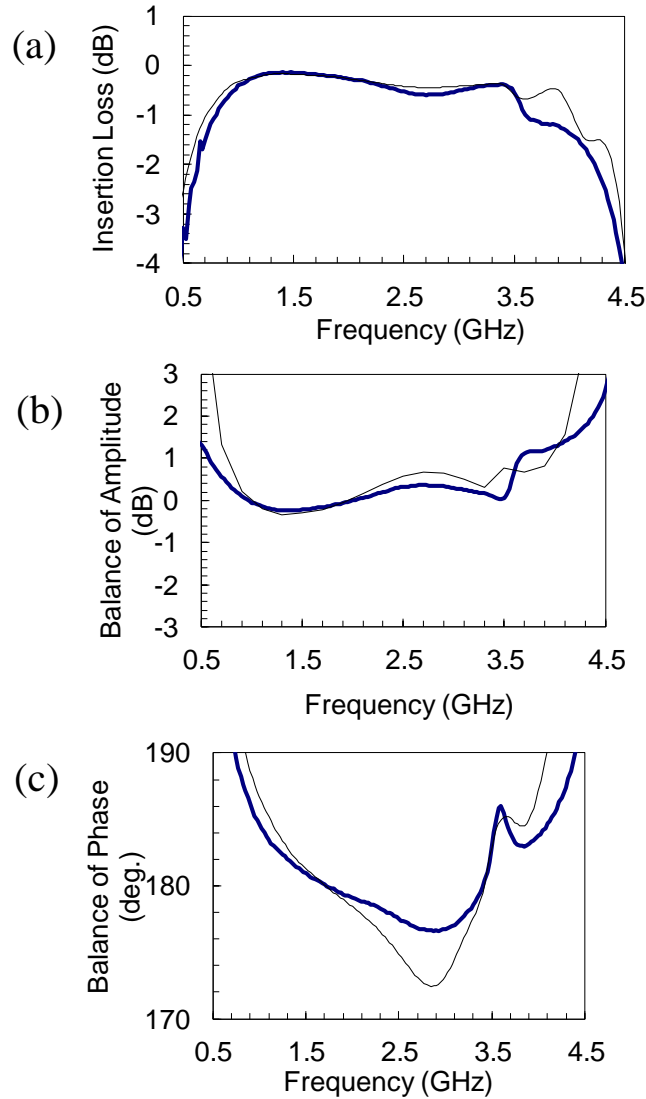 (a)
Insertion Loss (dB)
1
0
-1
-2
-3
-4
0.5 1.5 2.5 3.5 4.5
Frequency (GHz)
(b)
Balance of Amplitude
(dB)
3
2
1
0
-1
-2
-3
0.5 1.5 2.5 3.5 4.5
Frequency (GHz)
(c)
Balance of Phase
(deg.)
190
180
170
0.5 1.5 2.5 3.5 4.5
Frequency (GHz)